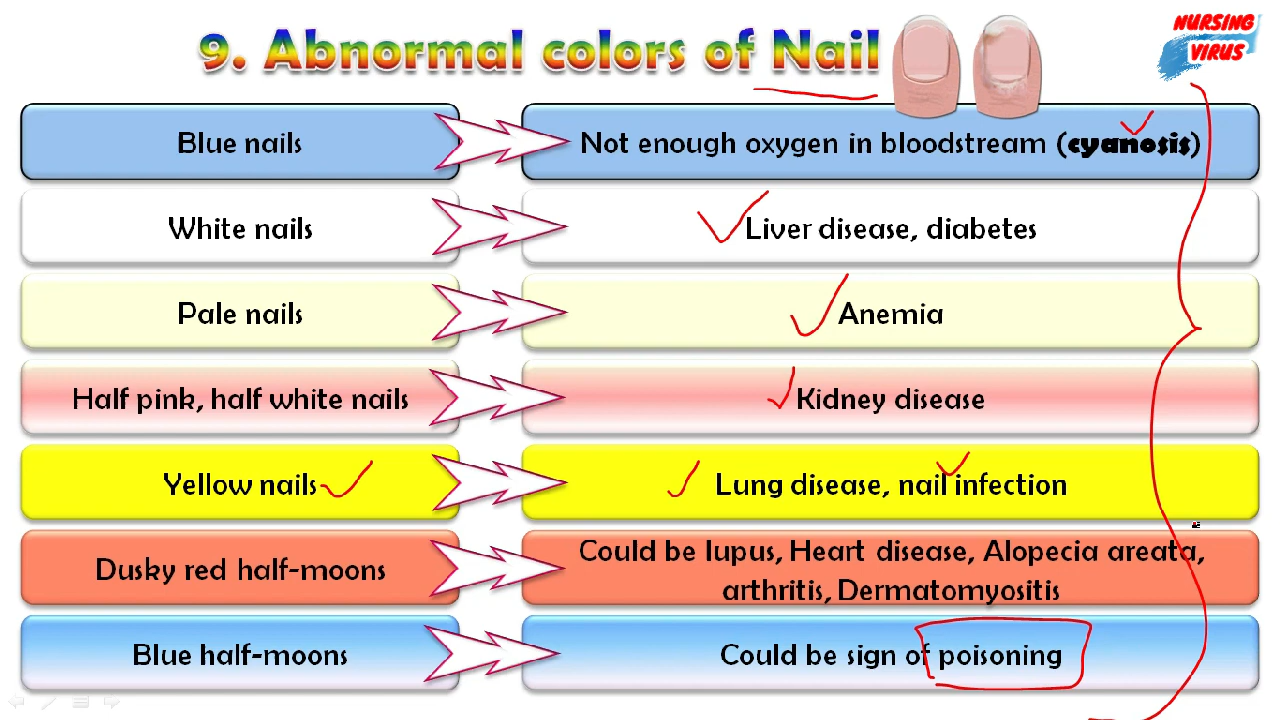 9. Abnormal colors of Nail
NURSING
VIRUS
Blue nails
Not enough oxygen in bloodstream (cyanosis)
White nails
Liver disease, diabetes
Pale nails
Anemia
Half pink, half white nails
Kidney disease
Yellow nails
Lung disease, nail infection
Dusky red half-moons
Could be lupus, Heart disease, Alopecia areata,
arthritis, Dermatomyositis
Blue half-moons
Could be sign of poisoning